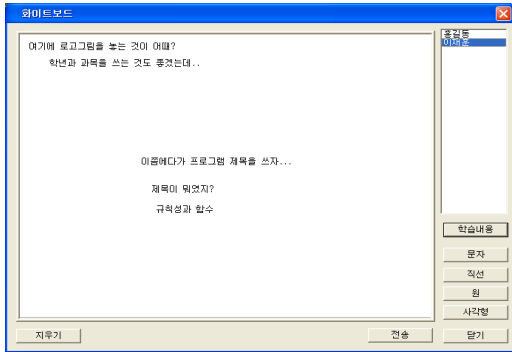 화이트보드
여기에 로고그림을 놓는 것이 어때?
학년과 과목을 쓰는 것도 좋겠는데..
이쯤에다가 프로그램 제목을 쓰자...
제목이 뭐였지?
규칙성과 함수
홍길동
이재운
학습내용
문자
직선
원
사각형
지우기
전송
닫기